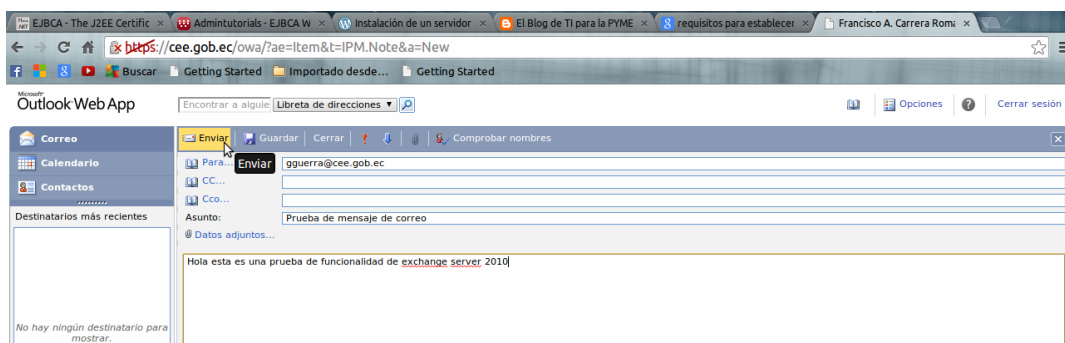 EJBCA - The J2EE Certific
Admintutorials - EJBCA W
Instalación de un servidor
El Blog de TI para la PYME
requisitos para establecer
Francisco A. Carrera Roma
https://cee.gob.ec/owa/?ae=Item&t=IPM.Note&a=New
Buscar
Getting Started
Importado desde...
Getting Started
Microsoft
Outlook Web App
Encontrar a alguie
Libreta de direcciones
Opciones
Cerrar sesión
Correo
Calendario
Contactos
Destinatarios más recientes
No hay ningún destinatario para
mostrar.
Enviar
Guardar
Cerrar
Comprobar nombres
Para...
Enviar
gguerra@cee.gob.ec
CC...
Cco...
Asunto:
Prueba de mensaje de correo
Datos adjuntos...
Hola esta es una prueba de funcionalidad de exchange server 2010